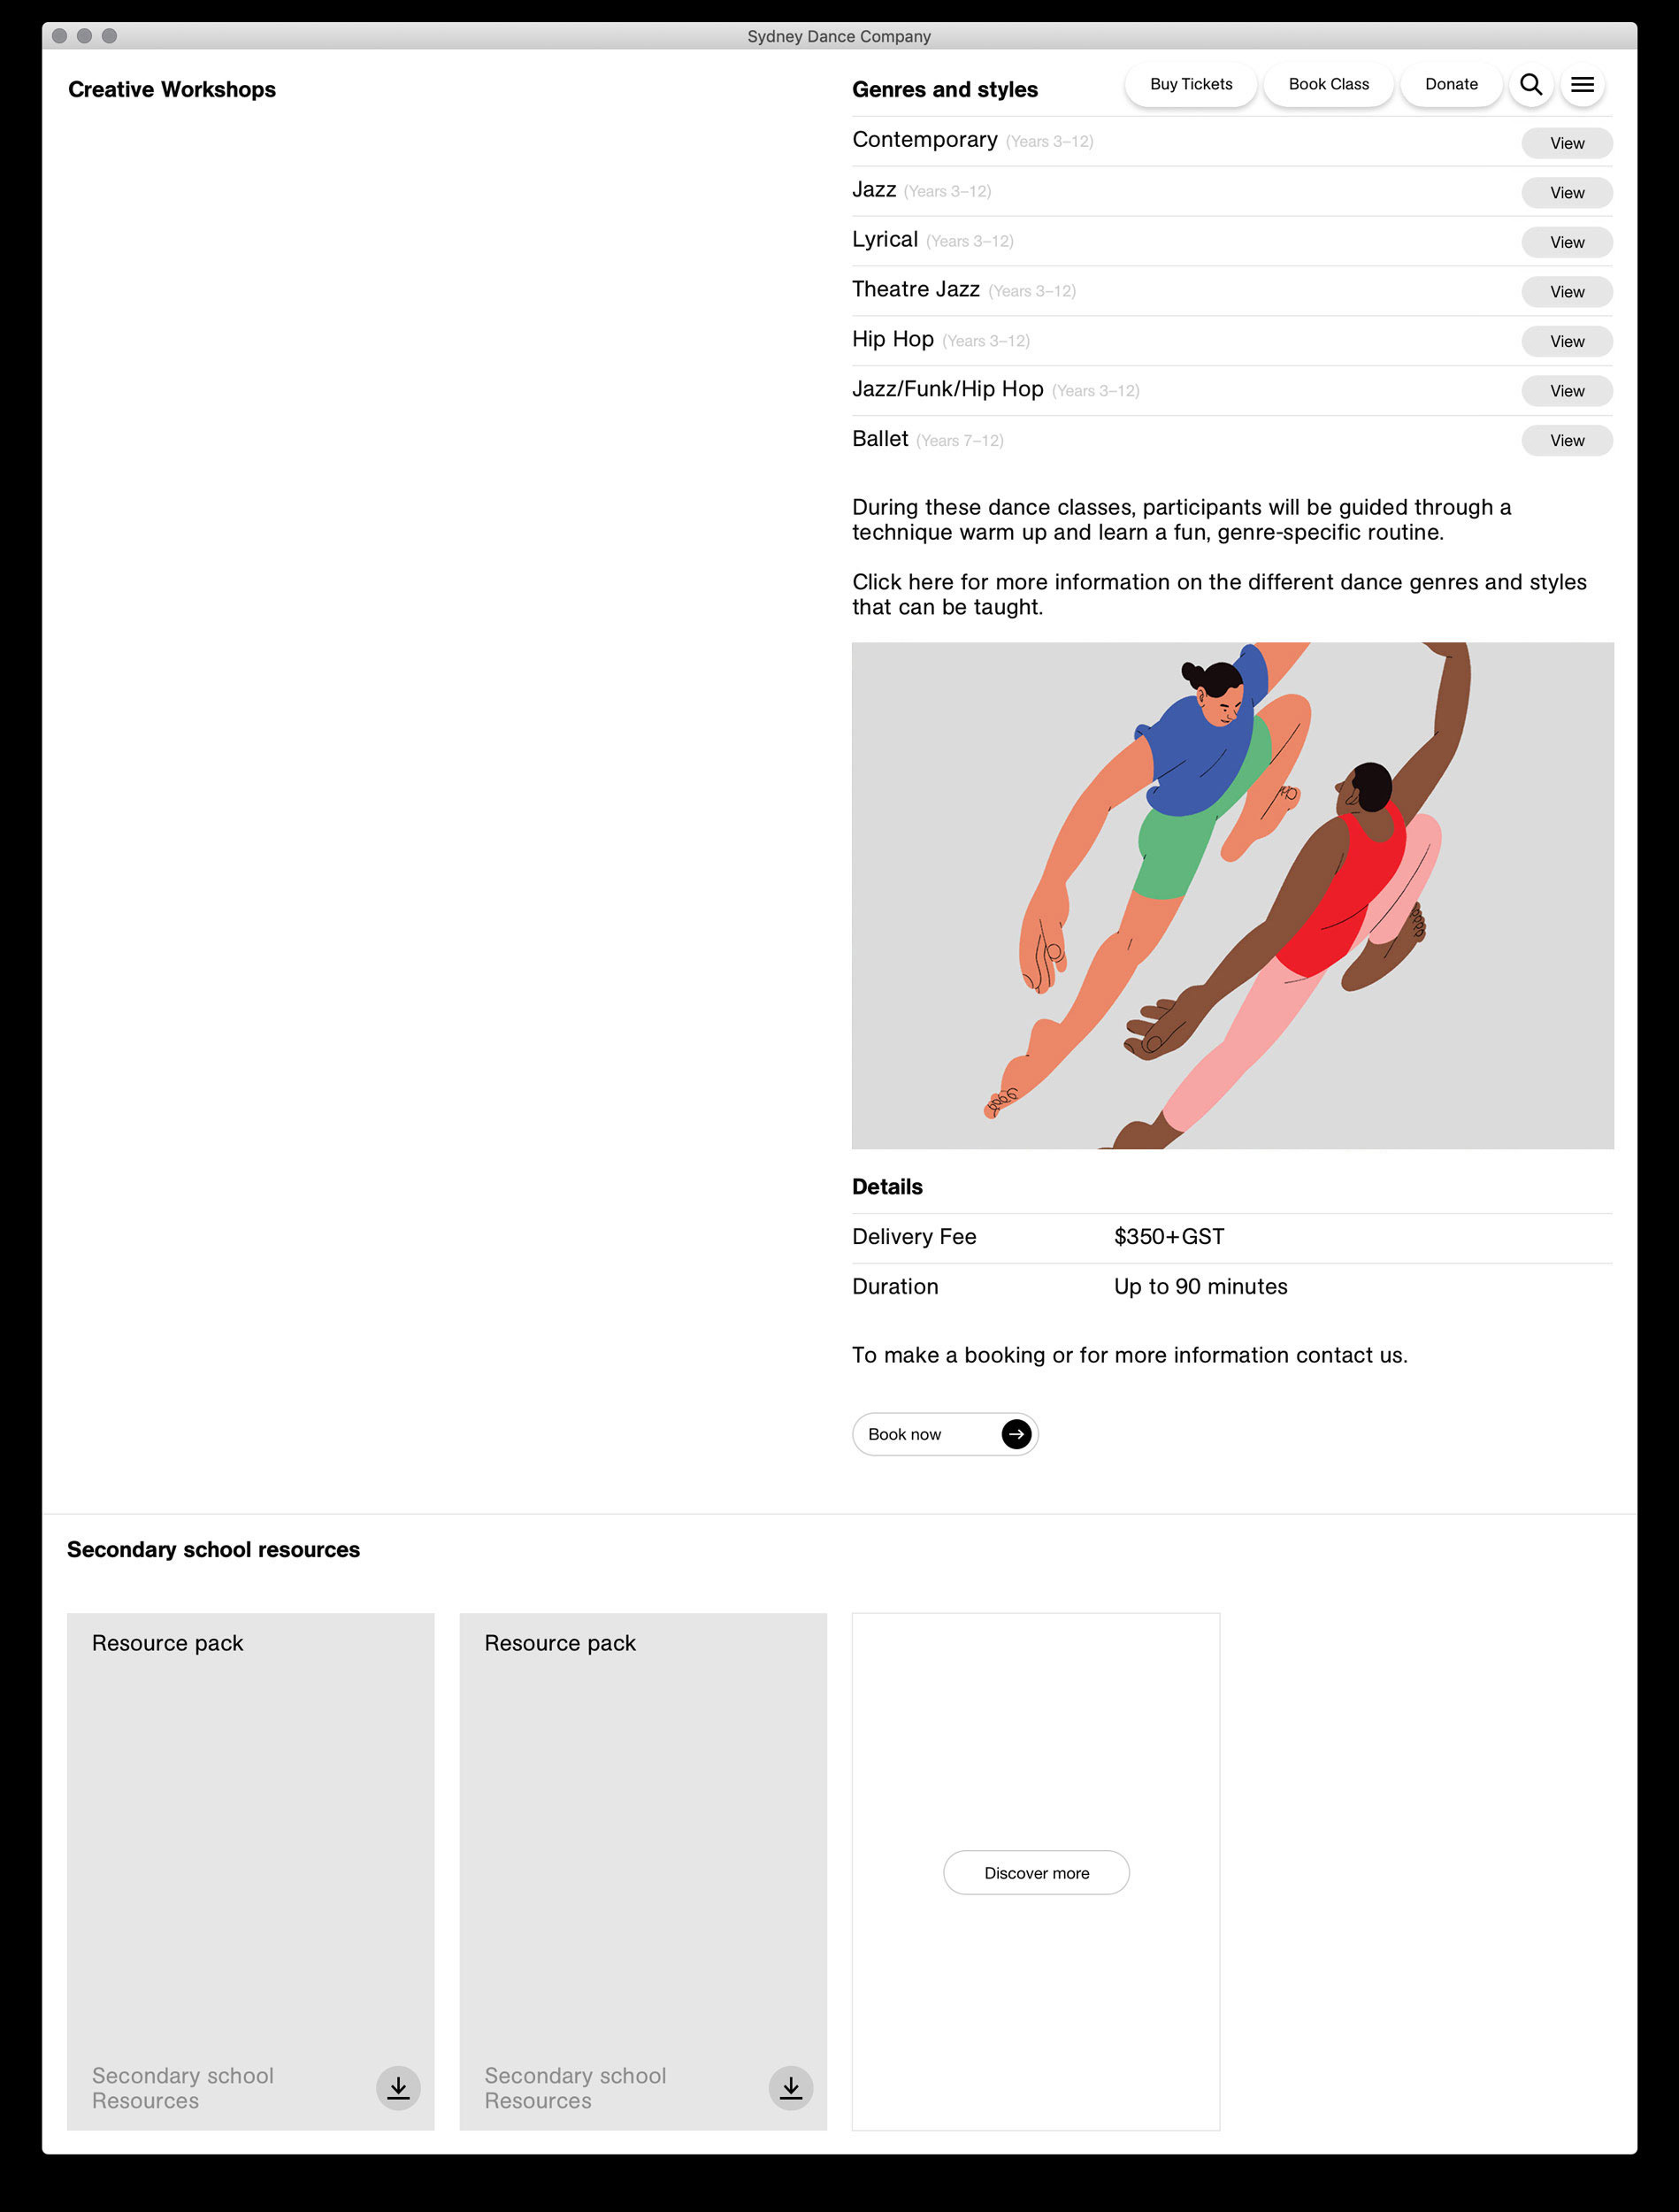 Sydney Dance Company
Creative Workshops
Buy Tickets
Book Class
Donate
Genres and styles
Contemporary (Years 3–12) View
Jazz (Years 3–12) View
Lyrical (Years 3–12) View
Theatre Jazz (Years 3–12) View
Hip Hop (Years 3–12) View
Jazz/Funk/Hip Hop (Years 3–12) View
Ballet (Years 7–12) View
During these dance classes, participants will be guided through a
technique warm up and learn a fun, genre-specific routine.
Click here for more information on the different dance genres and styles
that can be taught.
Details
Delivery Fee $350+GST
Duration Up to 90 minutes
To make a booking or for more information contact us.
Book now
Secondary school resources
Resource pack
Secondary school
Resources
Resource pack
Secondary school
Resources
Discover more